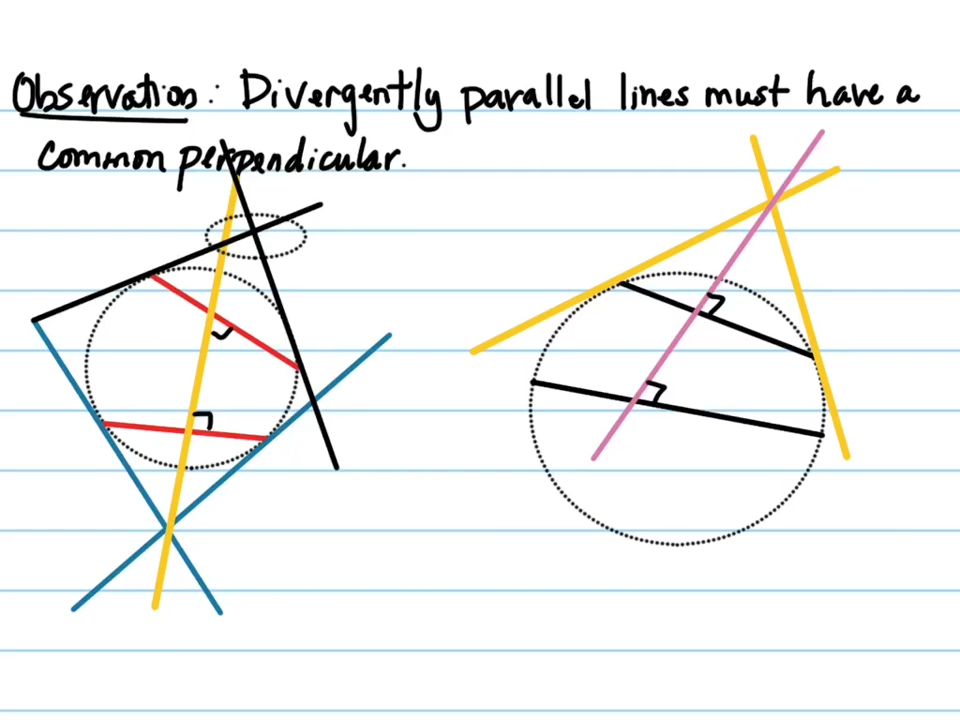 Observation: Divergently parallel lines must have a
common perpendicular.